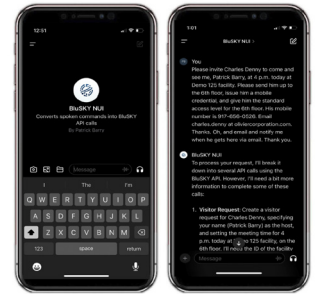 12:51
BluSKY NUI
Converts spoken commands into BluSKY
API calls
By Patrick Barry
Message
I
The
I'm
Q W E R T Y U I O P
A S D F G H J K L
Z X C V B N M
123
space
return
1:01
You
Please invite Charles Denny to come and
see me, Patrick Barry, at 4 p.m. today at
Demo 125 facility. Please send him up to
the 6th floor, issue him a mobile
credential, and give him the standard
access level for the 6th floor. His mobile
number is 917-658-0526. Email
charles.denny at oliviercorporation.com,
Thanks. Oh, and email and notify me
when he gets here via email. Thank you.
BluSKY NUI
To process your request, I'll break it
down into several API calls using the
BluSKY API. However, I'll need a bit more
information to complete some of these
calls:
1. Visitor Request: Create a visitor
request for Charles Denny, specifying
your name (Patrick Barry) as the host,
and setting the meeting time for 4
p.m. today at 125 facility, on the
6th floor. I'll need the ID of the facility
Message